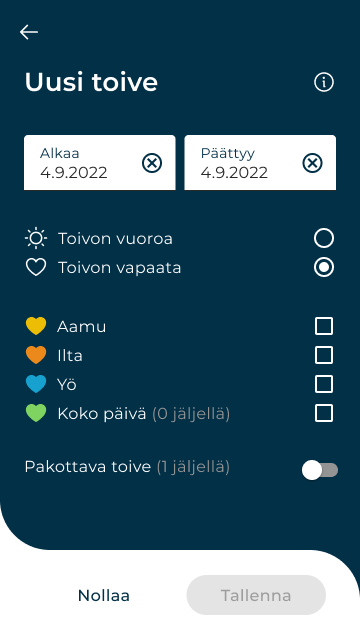 Uusi toive
Alkaa
4.9.2022
Päättyy
4.9.2022
Toivon vuoroa
Toivon vapaata
Aamu
Ilta
Yö
Koko päivä (0 jäljellä)
Pakottava toive (1 jäljellä)
Nollaa
Tallenna